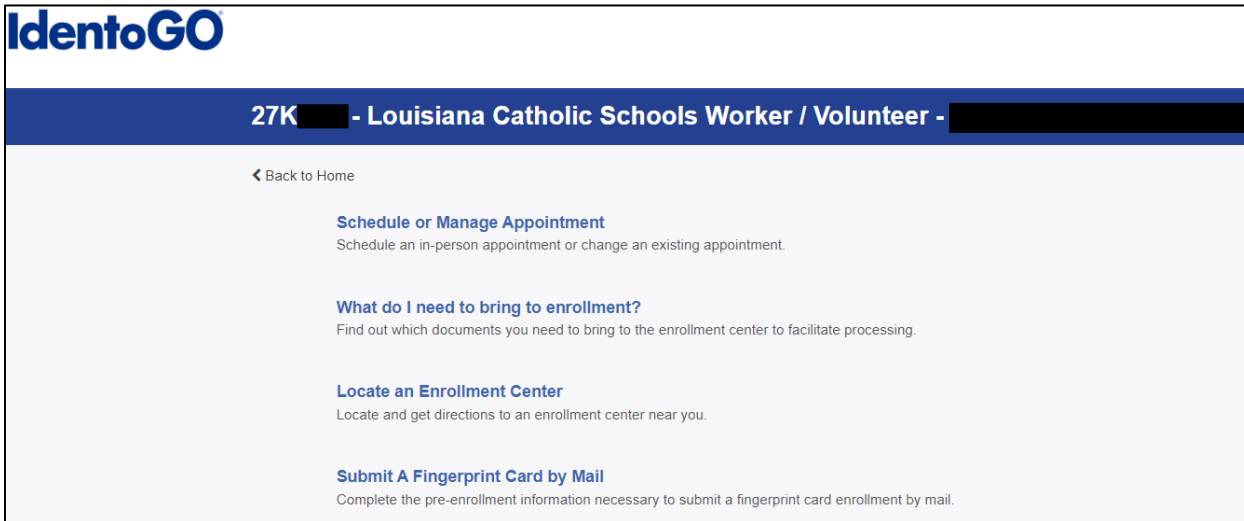 IdentoGO
27K - Louisiana Catholic Schools Worker / Volunteer -
Back to Home
Schedule or Manage Appointment
Schedule an in-person appointment or change an existing appointment.
What do I need to bring to enrollment?
Find out which documents you need to bring to the enrollment center to facilitate processing.
Locate an Enrollment Center
Locate and get directions to an enrollment center near you.
Submit A Fingerprint Card by Mail
Complete the pre-enrollment information necessary to submit a fingerprint card enrollment by mail.